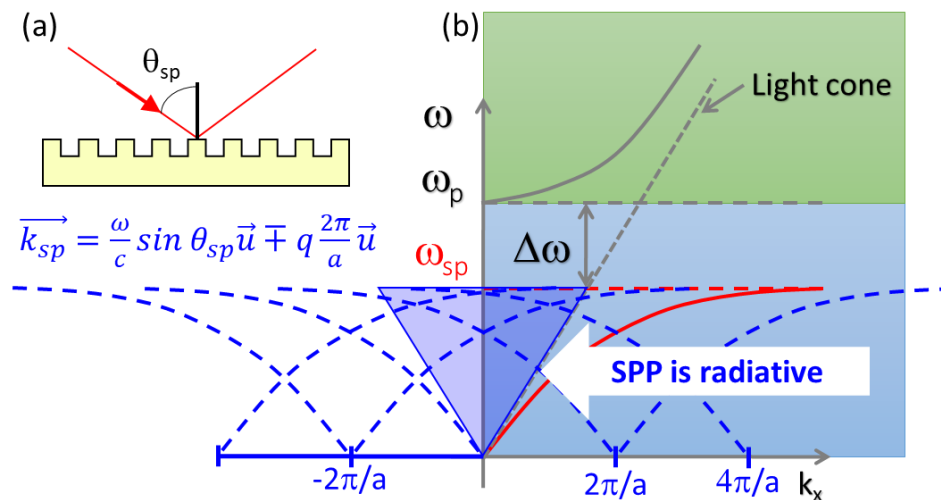 (a)
θsp
(b)
Light cone
ω
ωp
k⃗sp = ω/c sin θsp u⃗ ∓ q 2π/a u⃗
ωsp
Δω
SPP is radiative
-2π/a
2π/a
4π/a
kx